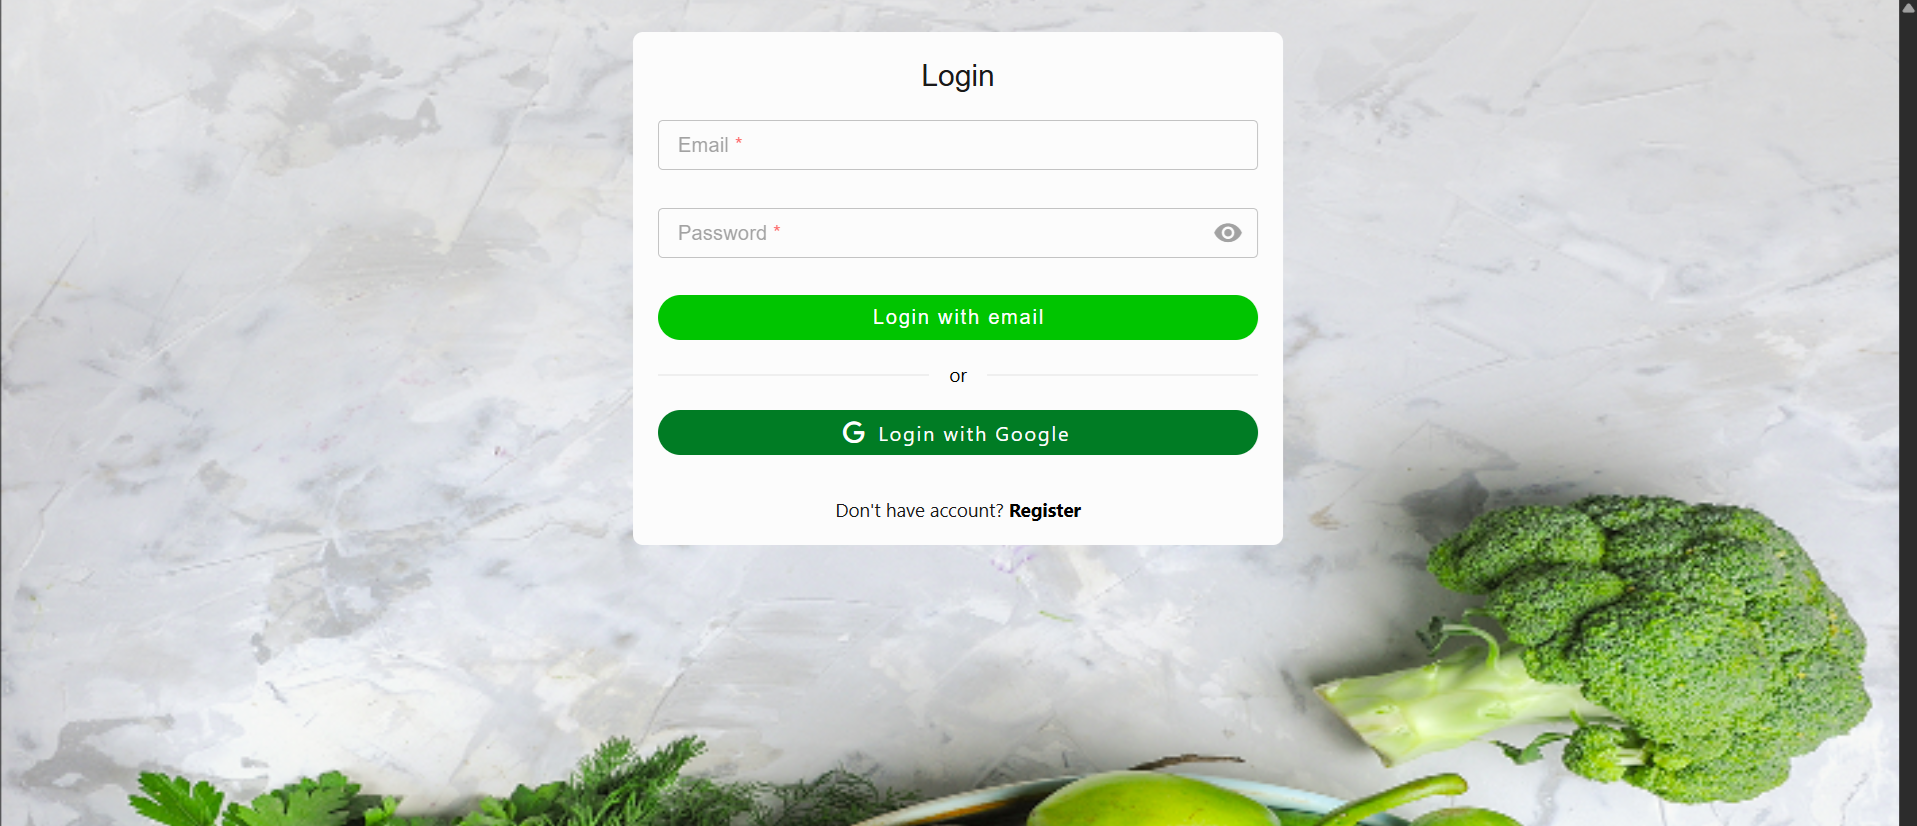 Login
Email *
Password *
Login with email
or
Login with Google
Don't have account? Register